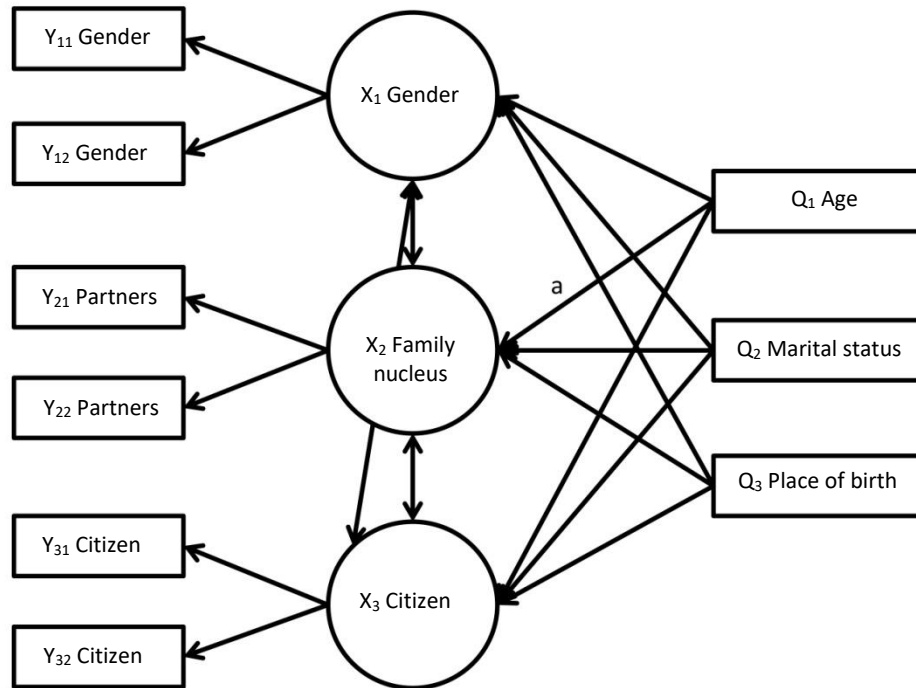 Y₁₁ Gender
X₁ Gender
Y₁₂ Gender
Q₁ Age
Y₂₁ Partners
a
X₂ Family
nucleus
Q₂ Marital status
Y₂₂ Partners
Q₃ Place of birth
Y₃₁ Citizen
X₃ Citizen
Y₃₂ Citizen